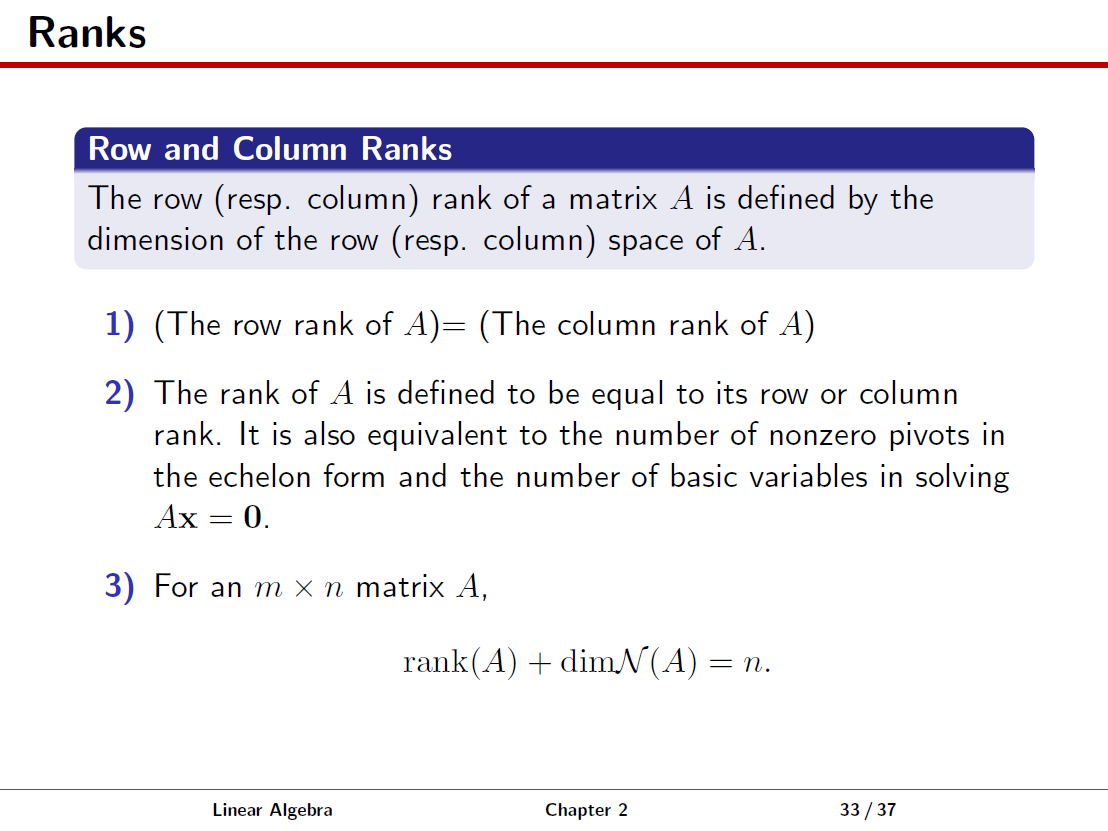 Ranks
Row and Column Ranks
The row (resp. column) rank of a matrix A is defined by the
dimension of the row (resp. column) space of A.
1) (The row rank of A)= (The column rank of A)
2) The rank of A is defined to be equal to its row or column
rank. It is also equivalent to the number of nonzero pivots in
the echelon form and the number of basic variables in solving
Ax = 0.
3) For an m × n matrix A,
rank(A) + dim𝒩(A) = n.
Linear Algebra Chapter 2 33 / 37